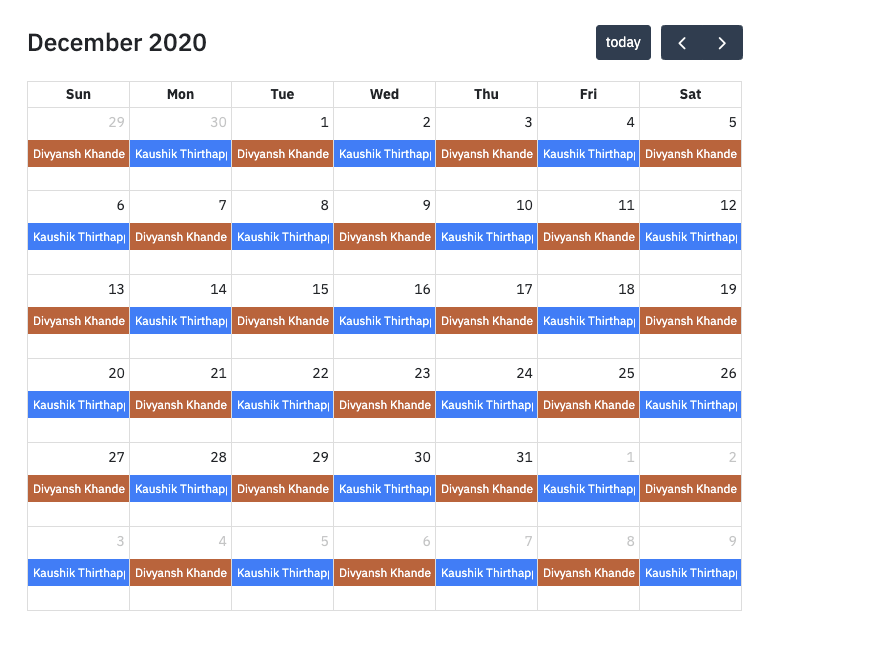 December 2020
today
Sun Mon Tue Wed Thu Fri Sat
29 30 1 2 3 4 5
Divyansh Khande Kaushik Thirthap Divyansh Khande Kaushik Thirthap Divyansh Khande Kaushik Thirthap Divyansh Khande
6 7 8 9 10 11 12
Kaushik Thirthap Divyansh Khande Kaushik Thirthap Divyansh Khande Kaushik Thirthap Divyansh Khande Kaushik Thirthap
13 14 15 16 17 18 19
Divyansh Khande Kaushik Thirthap Divyansh Khande Kaushik Thirthap Divyansh Khande Kaushik Thirthap Divyansh Khande
20 21 22 23 24 25 26
Kaushik Thirthap Divyansh Khande Kaushik Thirthap Divyansh Khande Kaushik Thirthap Divyansh Khande Kaushik Thirthap
27 28 29 30 31 1 2
Divyansh Khande Kaushik Thirthap Divyansh Khande Kaushik Thirthap Divyansh Khande Kaushik Thirthap Divyansh Khande
3 4 5 6 7 8 9
Kaushik Thirthap Divyansh Khande Kaushik Thirthap Divyansh Khande Kaushik Thirthap Divyansh Khande Kaushik Thirthap